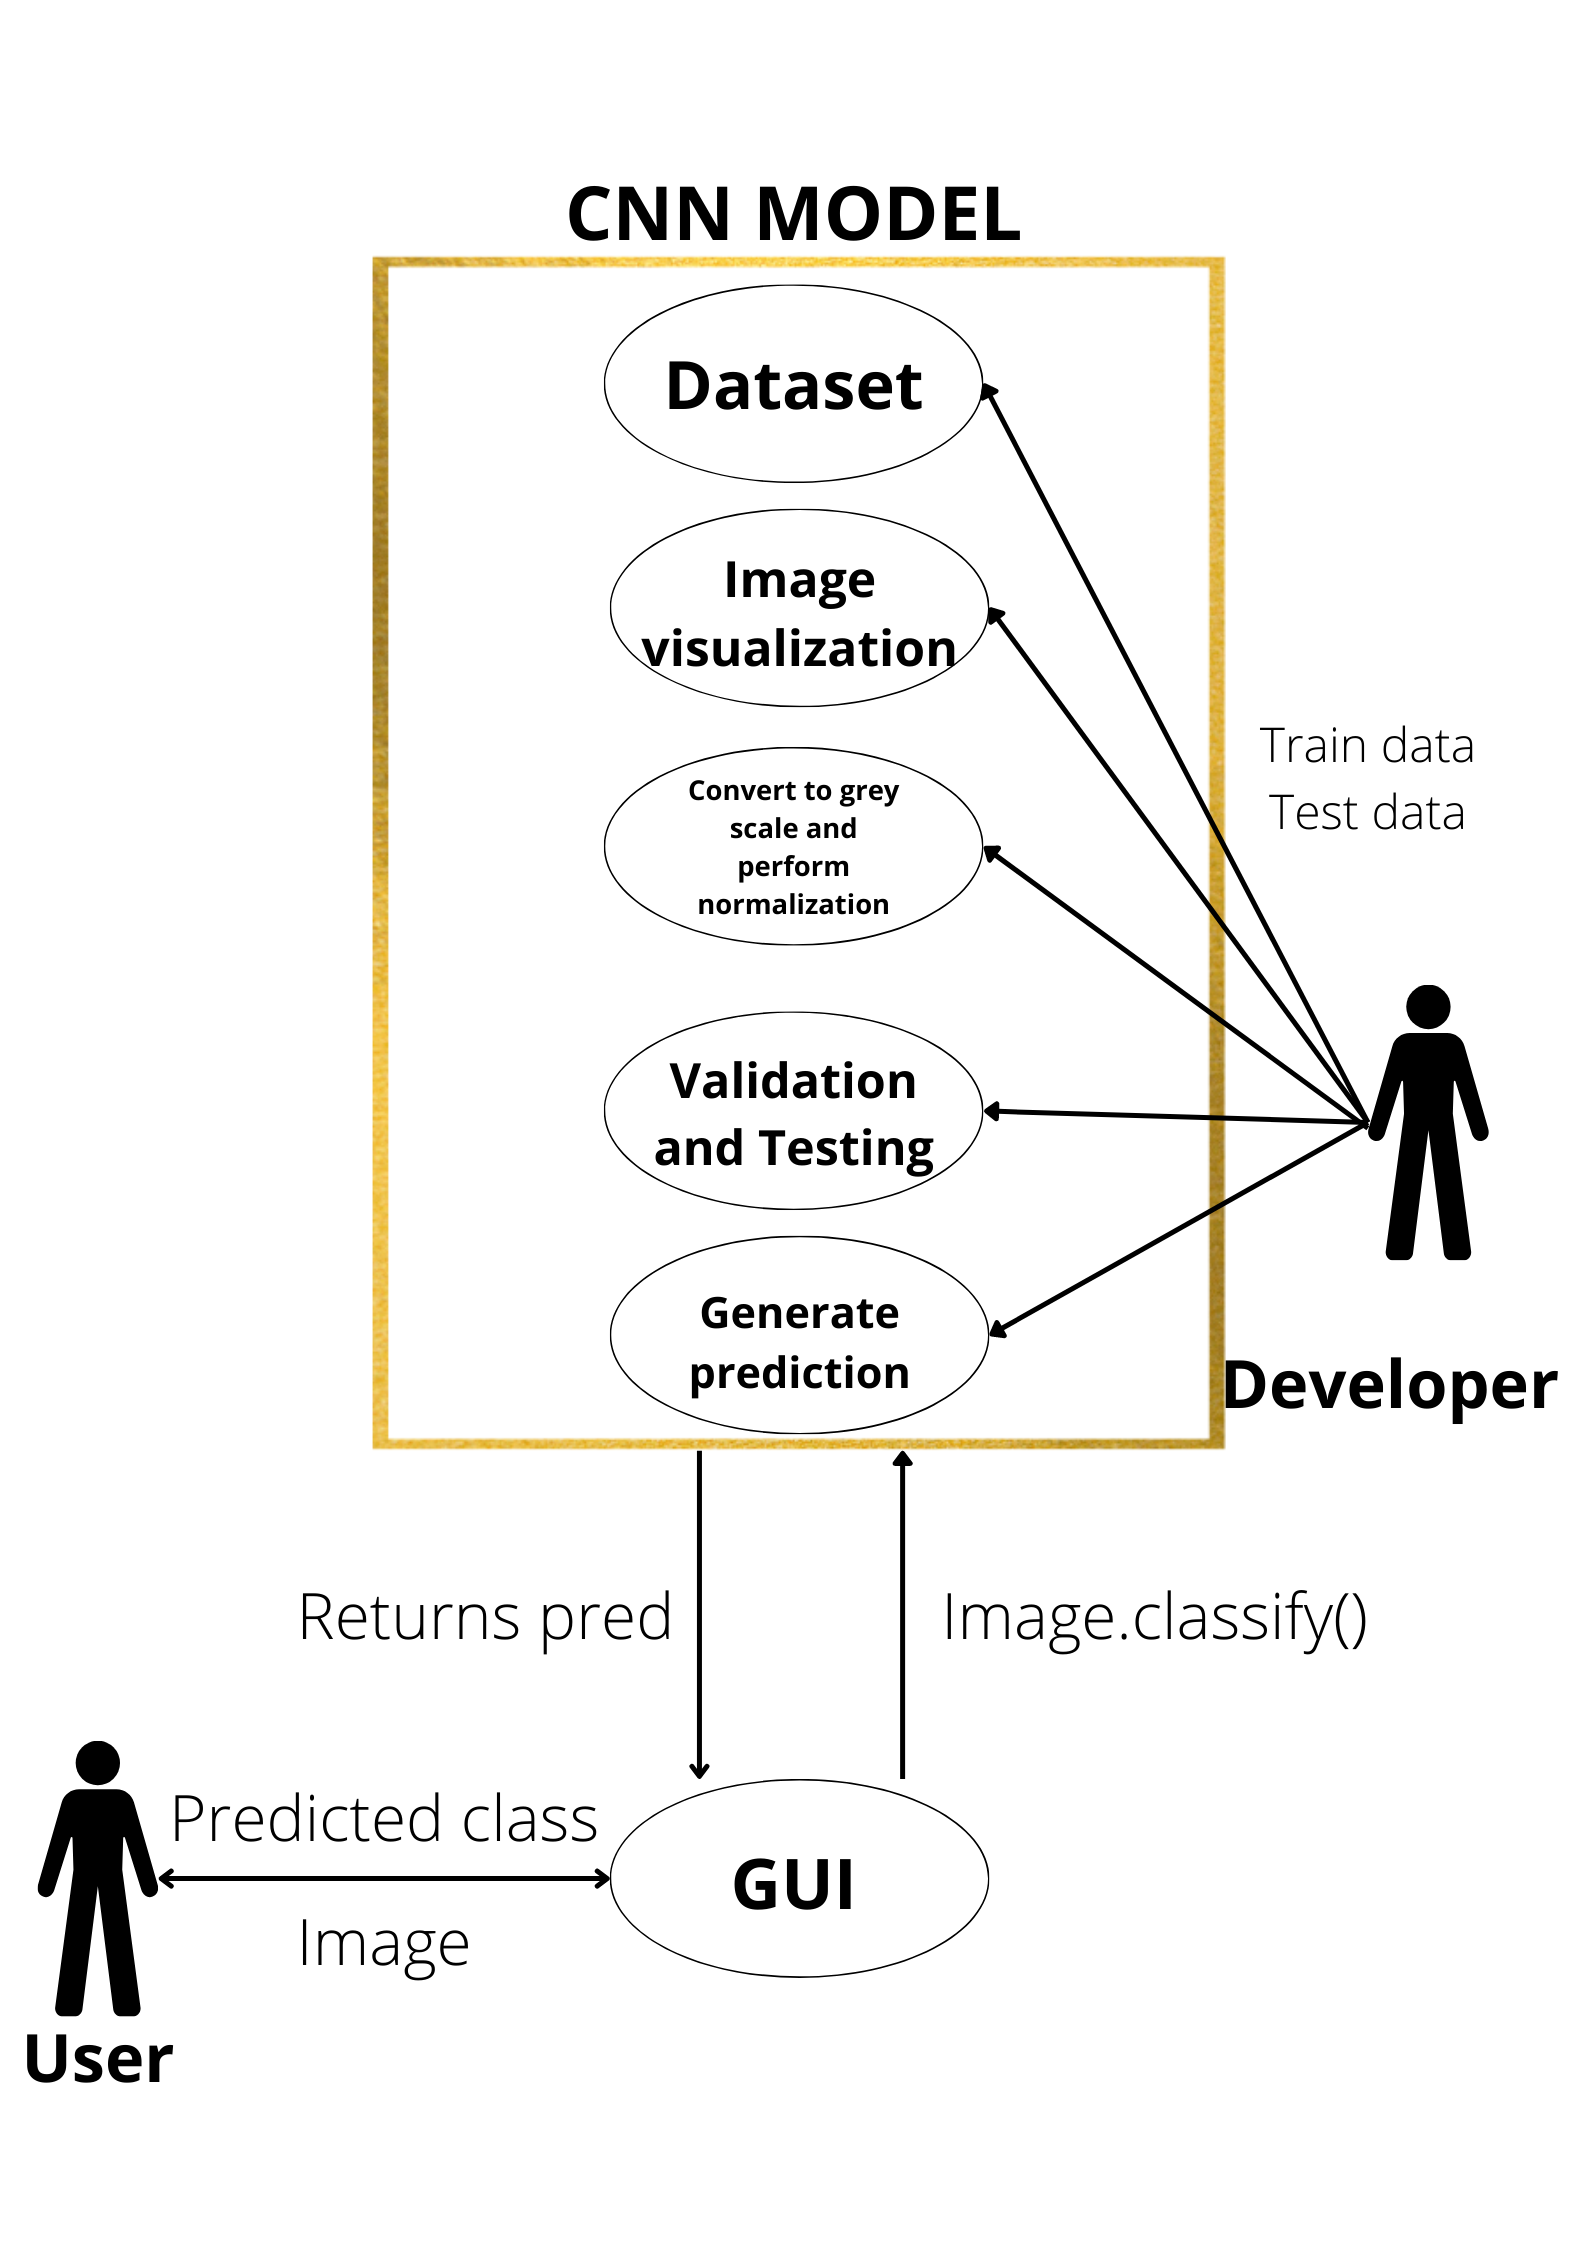 CNN MODEL
Dataset
Image
visualization
Train data
Test data
Convert to grey
scale and
perform
normalization
Validation
and Testing
Generate
prediction
Developer
Returns pred
Image.classify()
Predicted class
GUI
Image
User